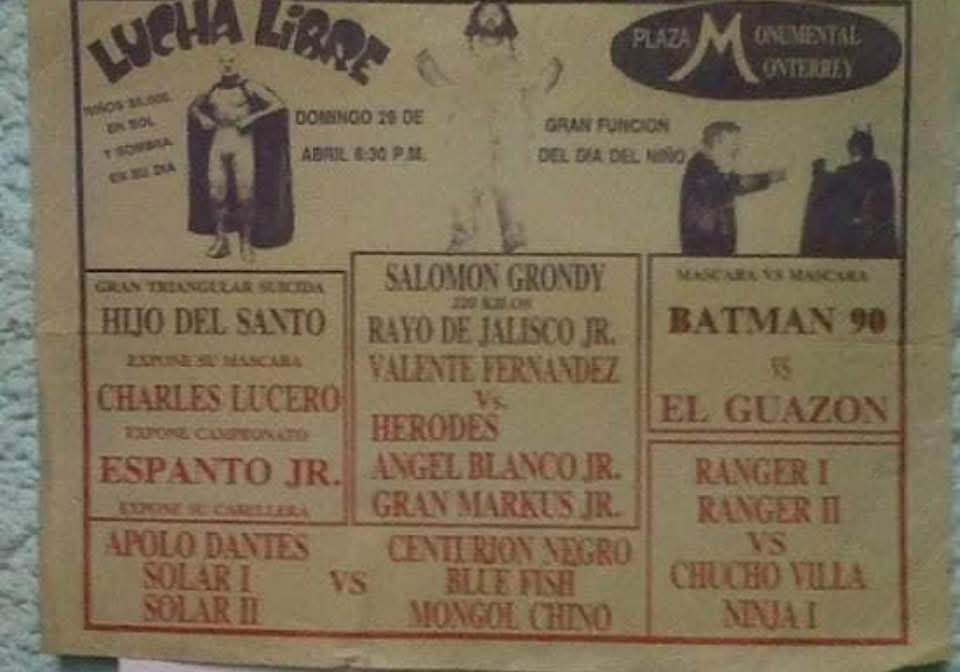 LUCHA LIBRE
PLAZA MONUMENTAL
MONTERREY
NIÑOS
EN SOL
Y SOMBRA
EN SU DIA
DOMINGO 29 DE
ABRIL 6:30 P.M.
GRAN FUNCION
DEL DIA DEL NIÑO
GRAN TRIANGULAR SUICIDA
HIJO DEL SANTO
EXPONE SU MASCARA
CHARLES LUCERO
EXPONE CAMPEONATO
ESPANTO JR.
EXPONE SU CABELLERA
SALOMON GRONDY
KILOS
RAYO DE JALISCO JR.
VALENTE FERNANDEZ
Vs.
HERODES
ANGEL BLANCO JR.
GRAN MARKUS JR.
MASCARA VS MASCARA
BATMAN 90
VS
EL GUAZON
RANGER I
RANGER II
VS
CHUCHO VILLA
NINJA I
APOLO DANTES
SOLAR I
SOLAR II
VS
CENTURION NEGRO
BLUE FISH
MONGOL CHINO